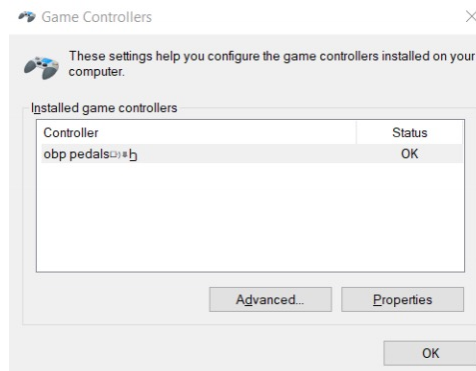 Game Controllers
These settings help you configure the game controllers installed on your
computer.
Installed game controllers
Controller Status
obp pedals OK
Advanced... Properties
OK